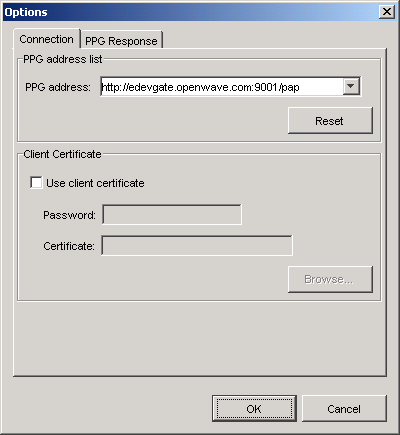 Options
Connection PPG Response
PPG address list
PPG address: http://edevgate.openwave.com:9001/pap
Reset
Client Certificate
Use client certificate
Password:
Certificate:
Browse...
OK Cancel